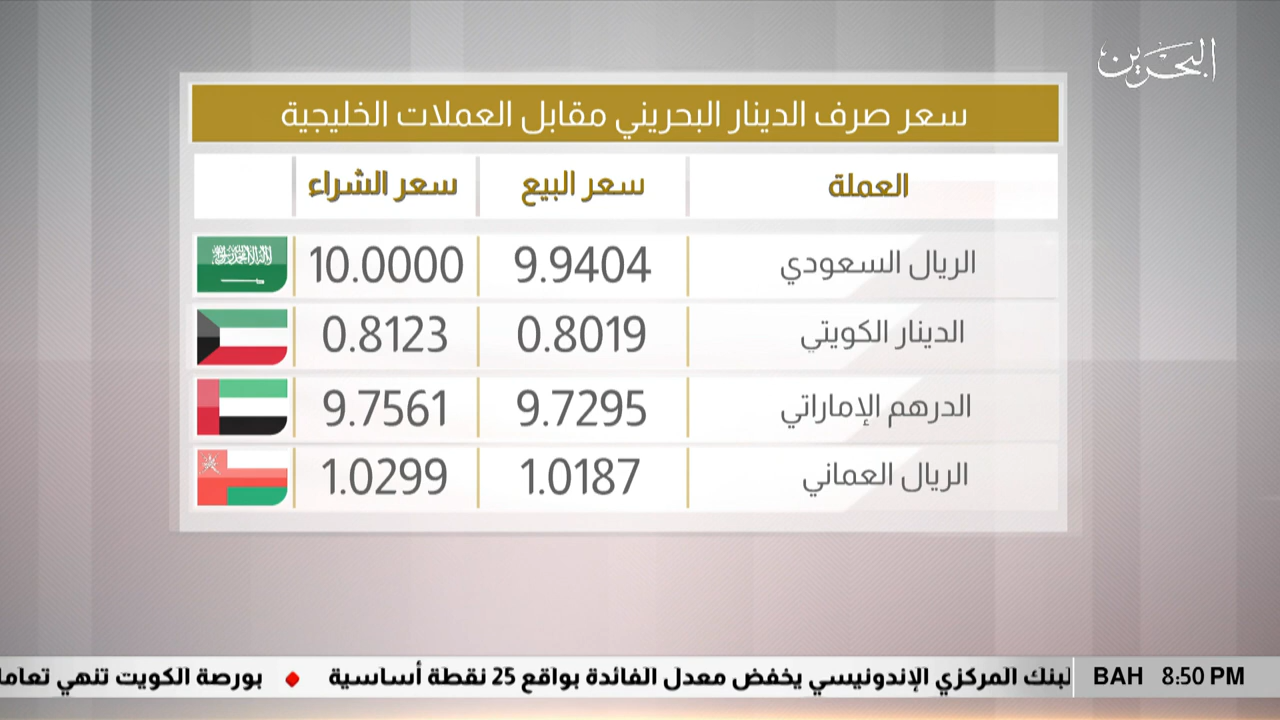 البحرين
سعر صرف الدينار البحريني مقابل العملات الخليجية
العملة سعر البيع سعر الشراء
الريال السعودي 9.9404 10.0000
الدينار الكويتي 0.8019 0.8123
الدرهم الإماراتي 9.7295 9.7561
الريال العماني 1.0187 1.0299
BAH 8:50 PM
لبنك المركزي الإندونيسي يخفض معدل الفائدة بواقع 25 نقطة أساسية ♦ بورصة الكويت تنهي تعاملا